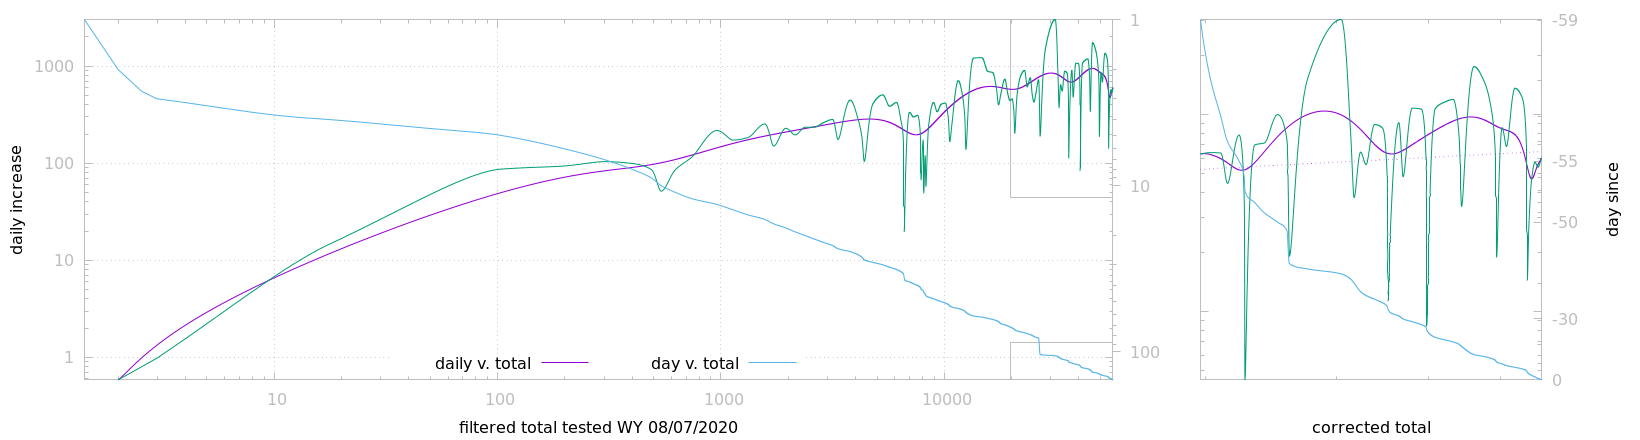 daily increase
1000
100
10
1
10
100
1000
10000
1
10
100
daily v. total
day v. total
filtered total tested WY 08/07/2020
-59
-55
-50
-30
0
day since
corrected total